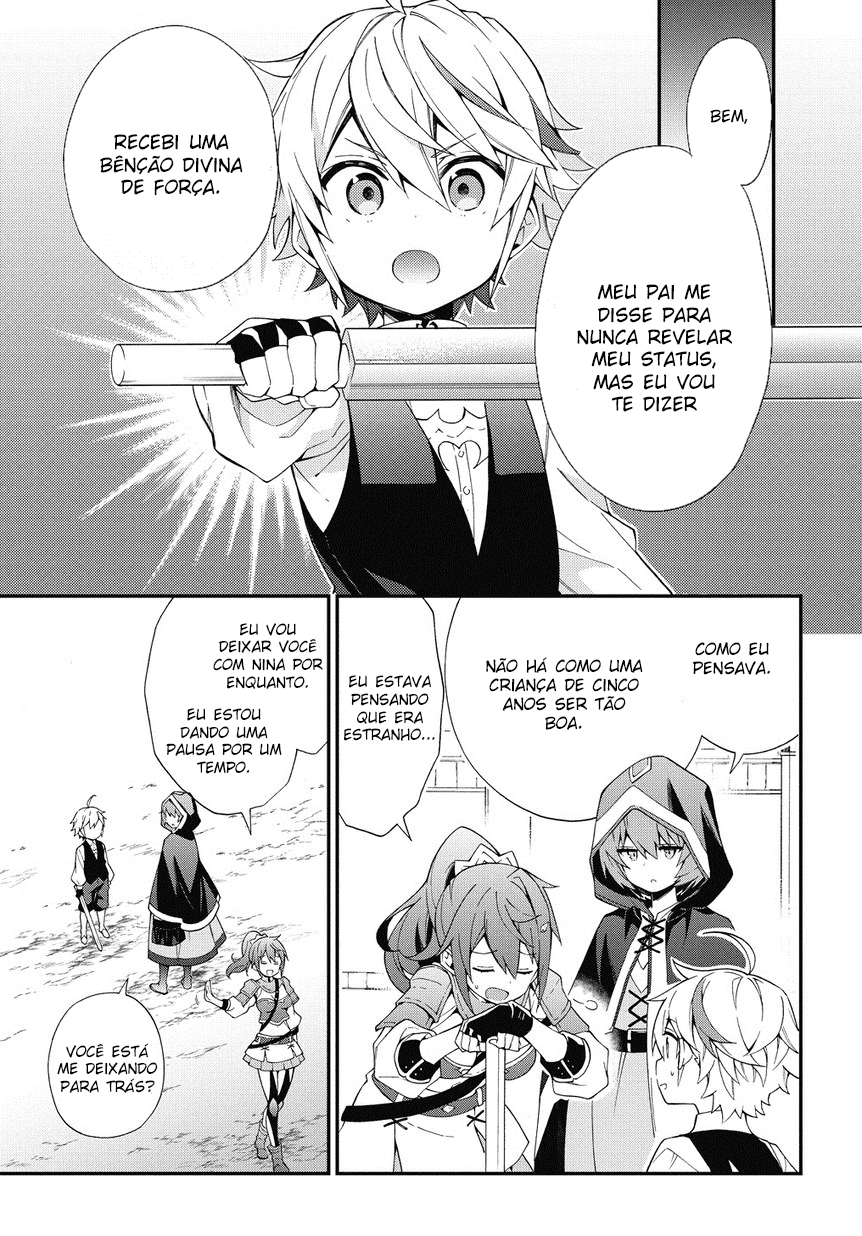 BEM,
MEU PAI ME
DISSE PARA
NUNCA REVELAR
MEU STATUS,
MAS EU VOU
TE DIZER
RECEBI UMA
BÊNÇÃO DIVINA
DE FORÇA.
COMO EU
PENSAVA.
NÃO HÁ COMO UMA
CRIANÇA DE CINCO
ANOS SER TÃO
BOA.
EU ESTAVA
PENSANDO
QUE ERA
ESTRANHO...
EU VOU
DEIXAR VOCÊ
COM NINA POR
ENQUANTO.
EU ESTOU
DANDO UMA
PAUSA POR UM
TEMPO.
VOCÊ ESTÁ
ME DEIXANDO
PARA TRÁS?